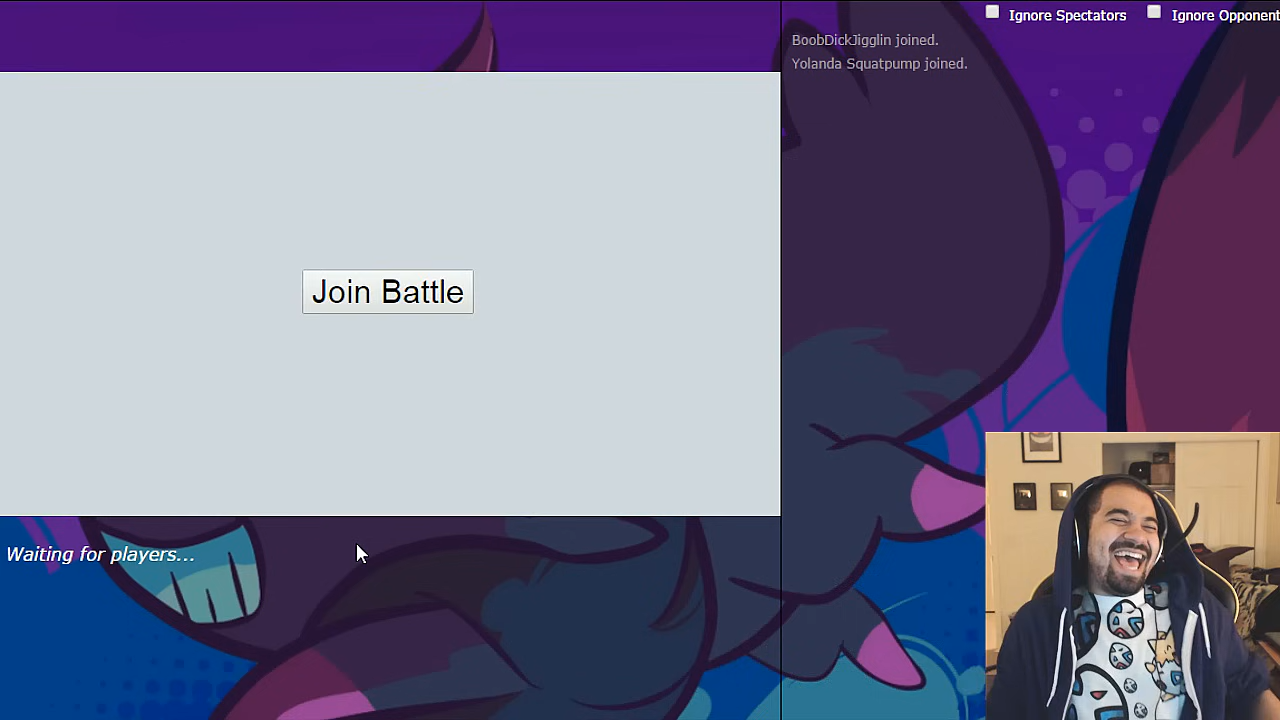 Ignore Spectators
Ignore Opponent
BoobDickJigglin joined.
Yolanda Squatpump joined.
Join Battle
Waiting for players...